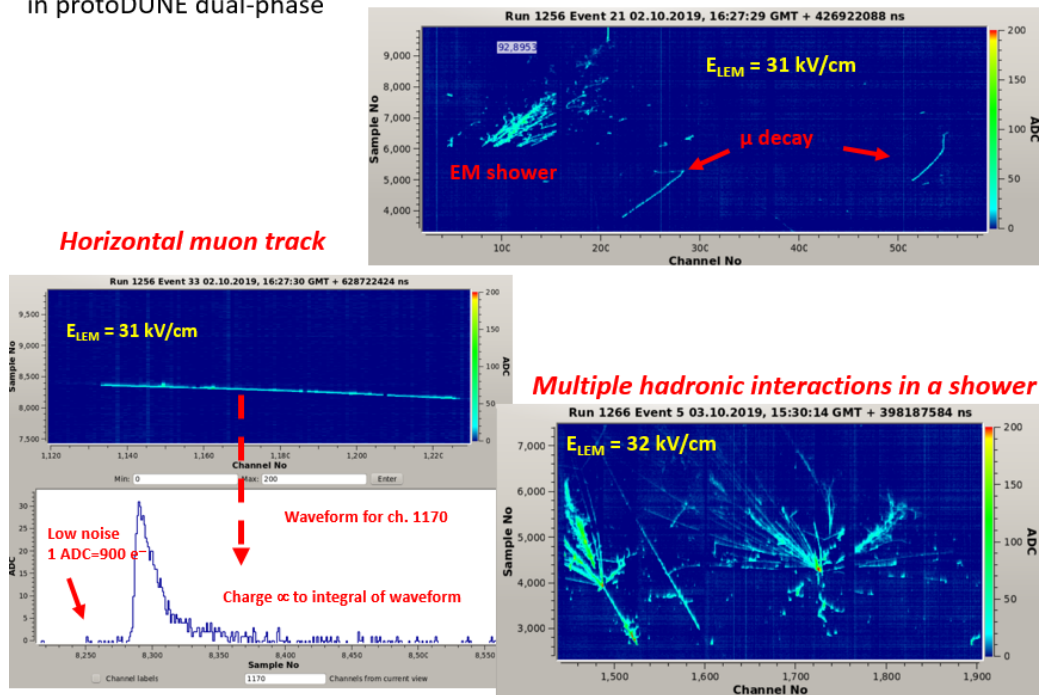 in protoDUNE dual-phase
Run 1256 Event 21 02.10.2019, 16:27:29 GMT + 426922088 ns
92,8953
E_LEM = 31 kV/cm
μ decay
EM shower
Sample No
9,000
8,000
7,000
6,000
5,000
4,000
10C
20C
30C
40C
50C
Channel No
200
150
100
50
0
ADC
Horizontal muon track
Run 1256 Event 33 02.10.2019, 16:27:30 GMT + 628722424 ns
E_LEM = 31 kV/cm
Sample No
9,500
9,000
8,500
8,000
7,500
1,120
1,140
1,160
1,180
1,20C
1,22C
Channel No
200
150
100
50
0
ADC
Min: 0
Max: 200
Enter
Waveform for ch. 1170
Low noise
1 ADC=900 e⁻
Charge ∝ to integral of waveform
ADC
30
25
20
15
10
5
0
8,250
8,300
8,350
8,400
8,450
8,50C
8,550
Sample No
Channel labels
1170
Channels from current view
Multiple hadronic interactions in a shower
Run 1266 Event 5 03.10.2019, 15:30:14 GMT + 398187584 ns
E_LEM = 32 kV/cm
Sample No
7,000
6,000
5,000
4,000
3,000
1,500
1,600
1,700
1,800
1,900
Channel No
200
150
100
50
0
ADC